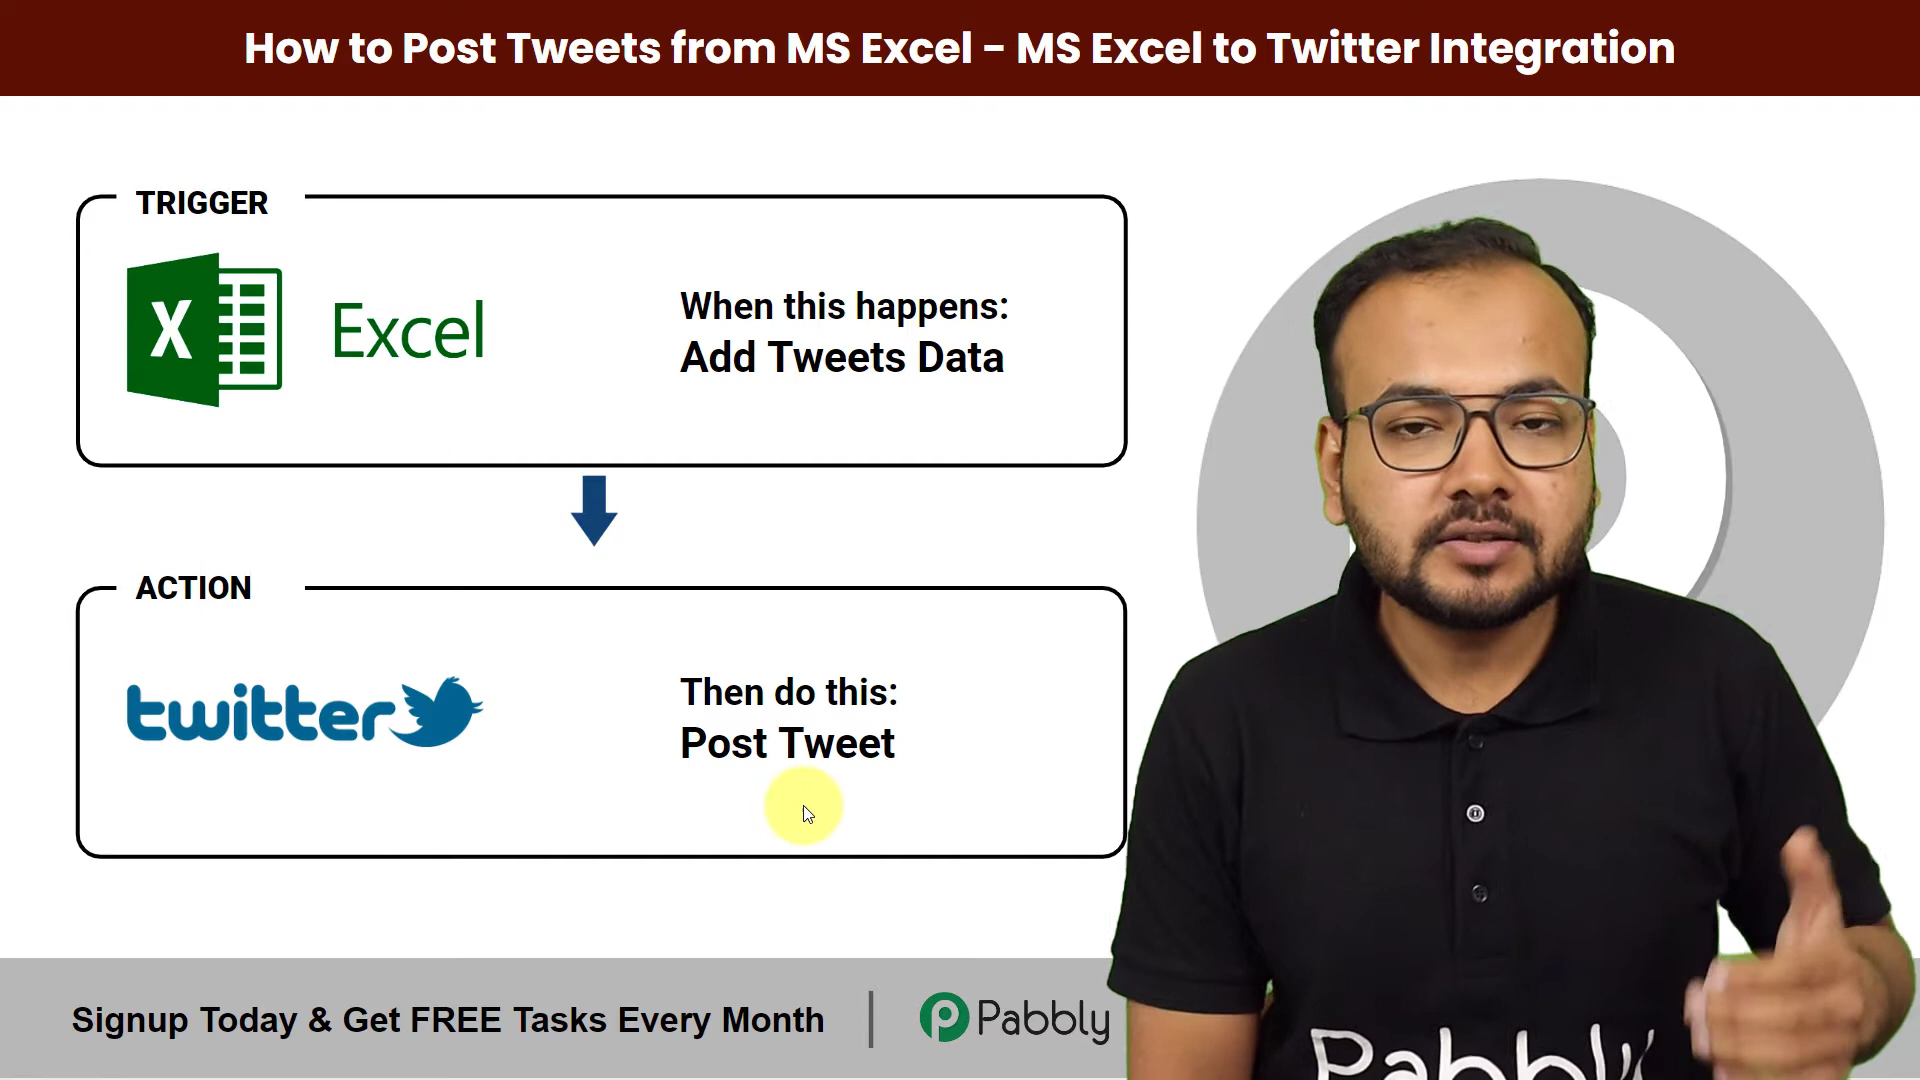 How to Post Tweets from MS Excel - MS Excel to Twitter Integration
TRIGGER
X
Excel
When this happens:
Add Tweets Data
ACTION
twitter
Then do this:
Post Tweet
Signup Today & Get FREE Tasks Every Month
Pabbly
Pabbly